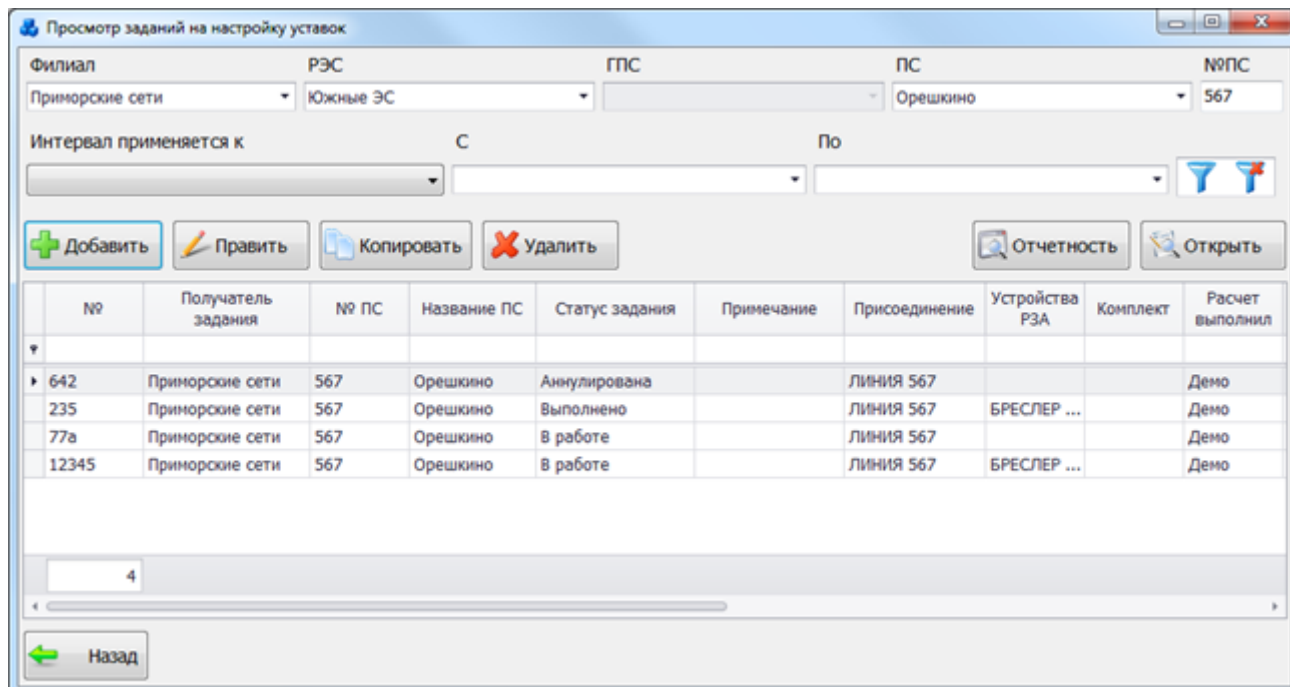 Просмотр заданий на настройку уставок
Филиал РЭС ГПС ПС №ПС
Приморские сети Южные ЭС Орешкино 567
Интервал применяется к С По
Добавить Править Копировать Удалить Отчетность Открыть
№ Получатель задания № ПС Название ПС Статус задания Примечание Присоединение Устройства РЗА Комплект Расчет выполнил
642 Приморские сети 567 Орешкино Аннулирована ЛИНИЯ 567 Демо
235 Приморские сети 567 Орешкино Выполнено ЛИНИЯ 567 БРЕСЛЕР ... Демо
77а Приморские сети 567 Орешкино В работе ЛИНИЯ 567 Демо
12345 Приморские сети 567 Орешкино В работе ЛИНИЯ 567 БРЕСЛЕР ... Демо
4
Назад